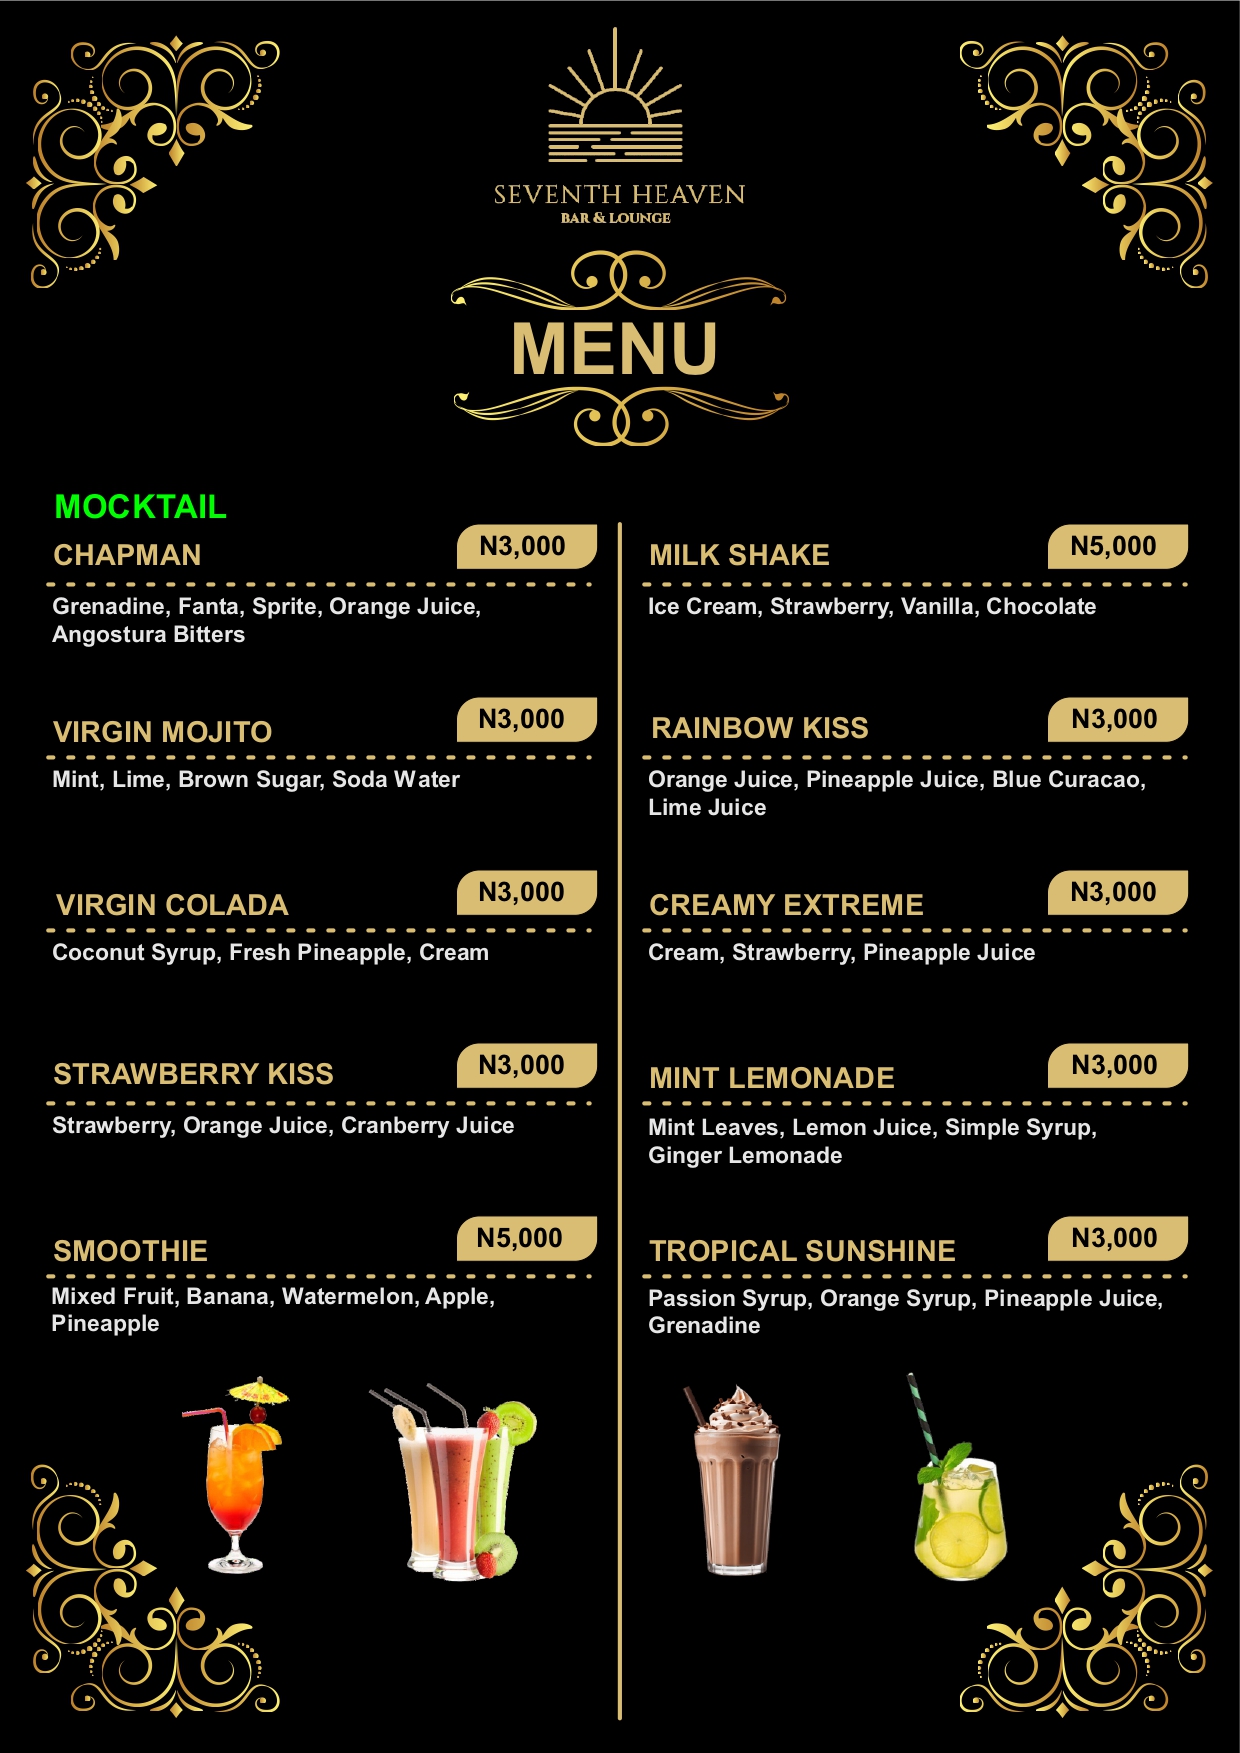 SEVENTH HEAVEN
BAR & LOUNGE
MENU
MOCKTAIL
CHAPMAN
N3,000
Grenadine, Fanta, Sprite, Orange Juice,
Angostura Bitters
VIRGIN MOJITO
N3,000
Mint, Lime, Brown Sugar, Soda Water
VIRGIN COLADA
N3,000
Coconut Syrup, Fresh Pineapple, Cream
STRAWBERRY KISS
N3,000
Strawberry, Orange Juice, Cranberry Juice
SMOOTHIE
N5,000
Mixed Fruit, Banana, Watermelon, Apple,
Pineapple
MILK SHAKE
N5,000
Ice Cream, Strawberry, Vanilla, Chocolate
RAINBOW KISS
N3,000
Orange Juice, Pineapple Juice, Blue Curacao,
Lime Juice
CREAMY EXTREME
N3,000
Cream, Strawberry, Pineapple Juice
MINT LEMONADE
N3,000
Mint Leaves, Lemon Juice, Simple Syrup,
Ginger Lemonade
TROPICAL SUNSHINE
N3,000
Passion Syrup, Orange Syrup, Pineapple Juice,
Grenadine